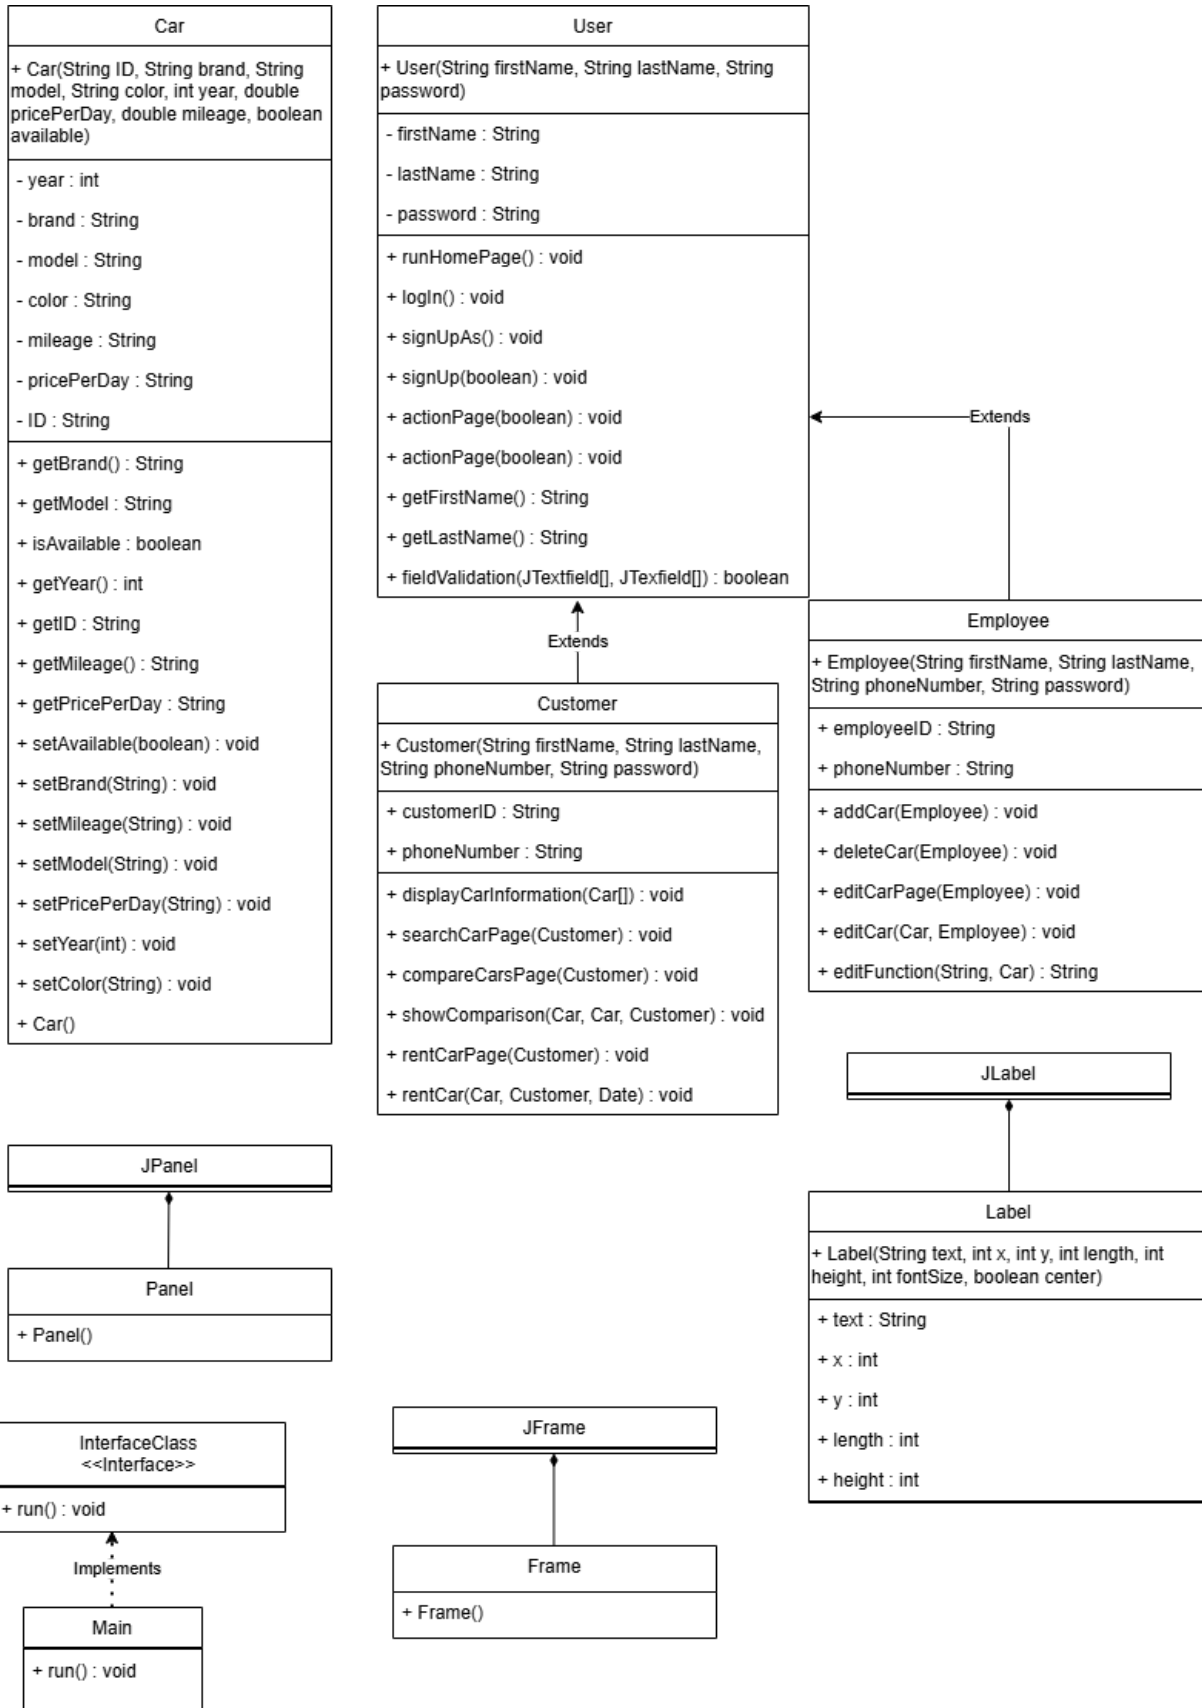 Car
+ Car(String ID, String brand, String
model, String color, int year, double
pricePerDay, double mileage, boolean
available)
- year : int
- brand : String
- model : String
- color : String
- mileage : String
- pricePerDay : String
- ID : String
+ getBrand() : String
+ getModel : String
+ isAvailable : boolean
+ getYear() : int
+ getID : String
+ getMileage() : String
+ getPricePerDay : String
+ setAvailable(boolean) : void
+ setBrand(String) : void
+ setMileage(String) : void
+ setModel(String) : void
+ setPricePerDay(String) : void
+ setYear(int) : void
+ setColor(String) : void
+ Car()
User
+ User(String firstName, String lastName, String
password)
- firstName : String
- lastName : String
- password : String
+ runHomePage() : void
+ logIn() : void
+ signUpAs() : void
+ signUp(boolean) : void
+ actionPage(boolean) : void
+ actionPage(boolean) : void
+ getFirstName() : String
+ getLastName() : String
+ fieldValidation(JTextfield[], JTexfield[]) : boolean
Extends
Extends
Customer
+ Customer(String firstName, String lastName,
String phoneNumber, String password)
+ customerID : String
+ phoneNumber : String
+ displayCarInformation(Car[]) : void
+ searchCarPage(Customer) : void
+ compareCarsPage(Customer) : void
+ showComparison(Car, Car, Customer) : void
+ rentCarPage(Customer) : void
+ rentCar(Car, Customer, Date) : void
Employee
+ Employee(String firstName, String lastName,
String phoneNumber, String password)
+ employeeID : String
+ phoneNumber : String
+ addCar(Employee) : void
+ deleteCar(Employee) : void
+ editCarPage(Employee) : void
+ editCar(Car, Employee) : void
+ editFunction(String, Car) : String
JLabel
Label
+ Label(String text, int x, int y, int length, int
height, int fontSize, boolean center)
+ text : String
+ x : int
+ y : int
+ length : int
+ height : int
JPanel
Panel
+ Panel()
InterfaceClass
<<Interface>>
+ run() : void
Implements
Main
+ run() : void
JFrame
Frame
+ Frame()